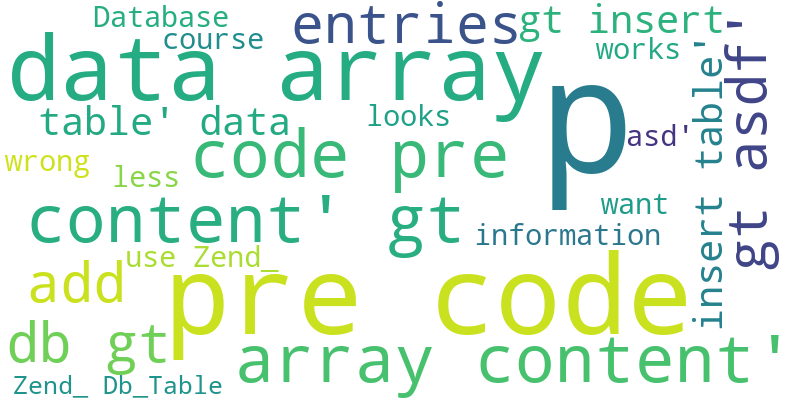 Database
course
entries
gt insert
works
data array
p
table' data
looks
asd'
insert table'
gt asdf'
code pre
wrong
less
content' gt
want
information
use Zend_
add
pre code
db gt
array content'
Zend_ Db_Table